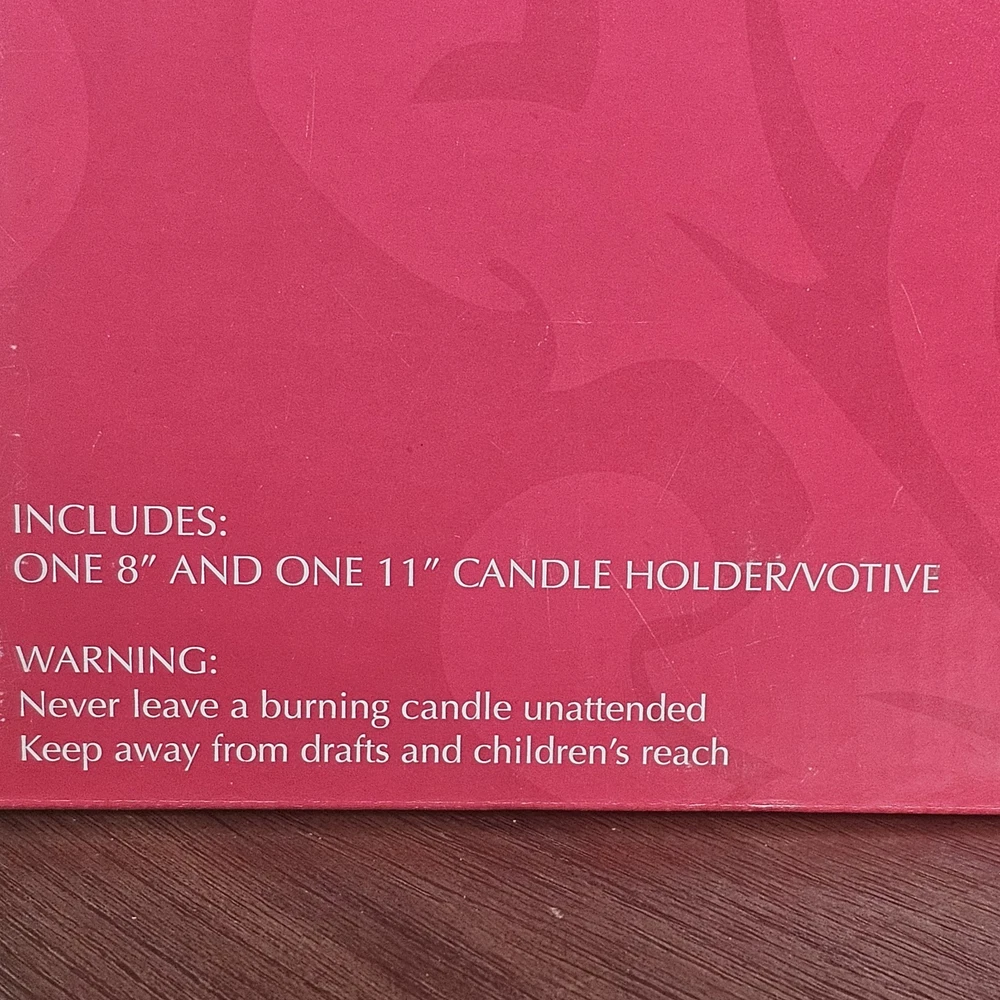 INCLUDES:
ONE 8” AND ONE 11” CANDLE HOLDER/VOTIVE
WARNING:
Never leave a burning candle unattended
Keep away from drafts and children’s reach